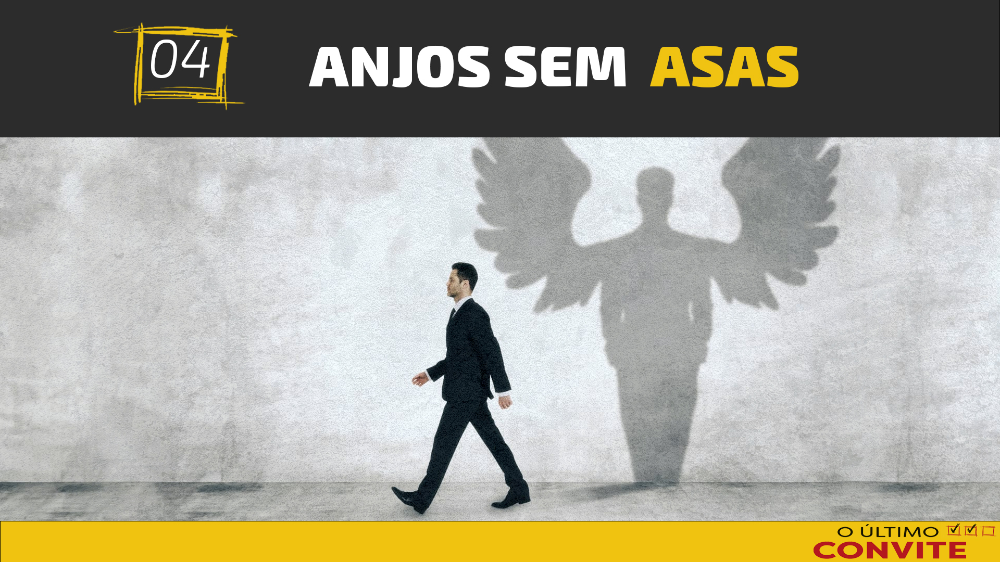 04
ANJOS SEM ASAS
O ÚLTIMO
CONVITE